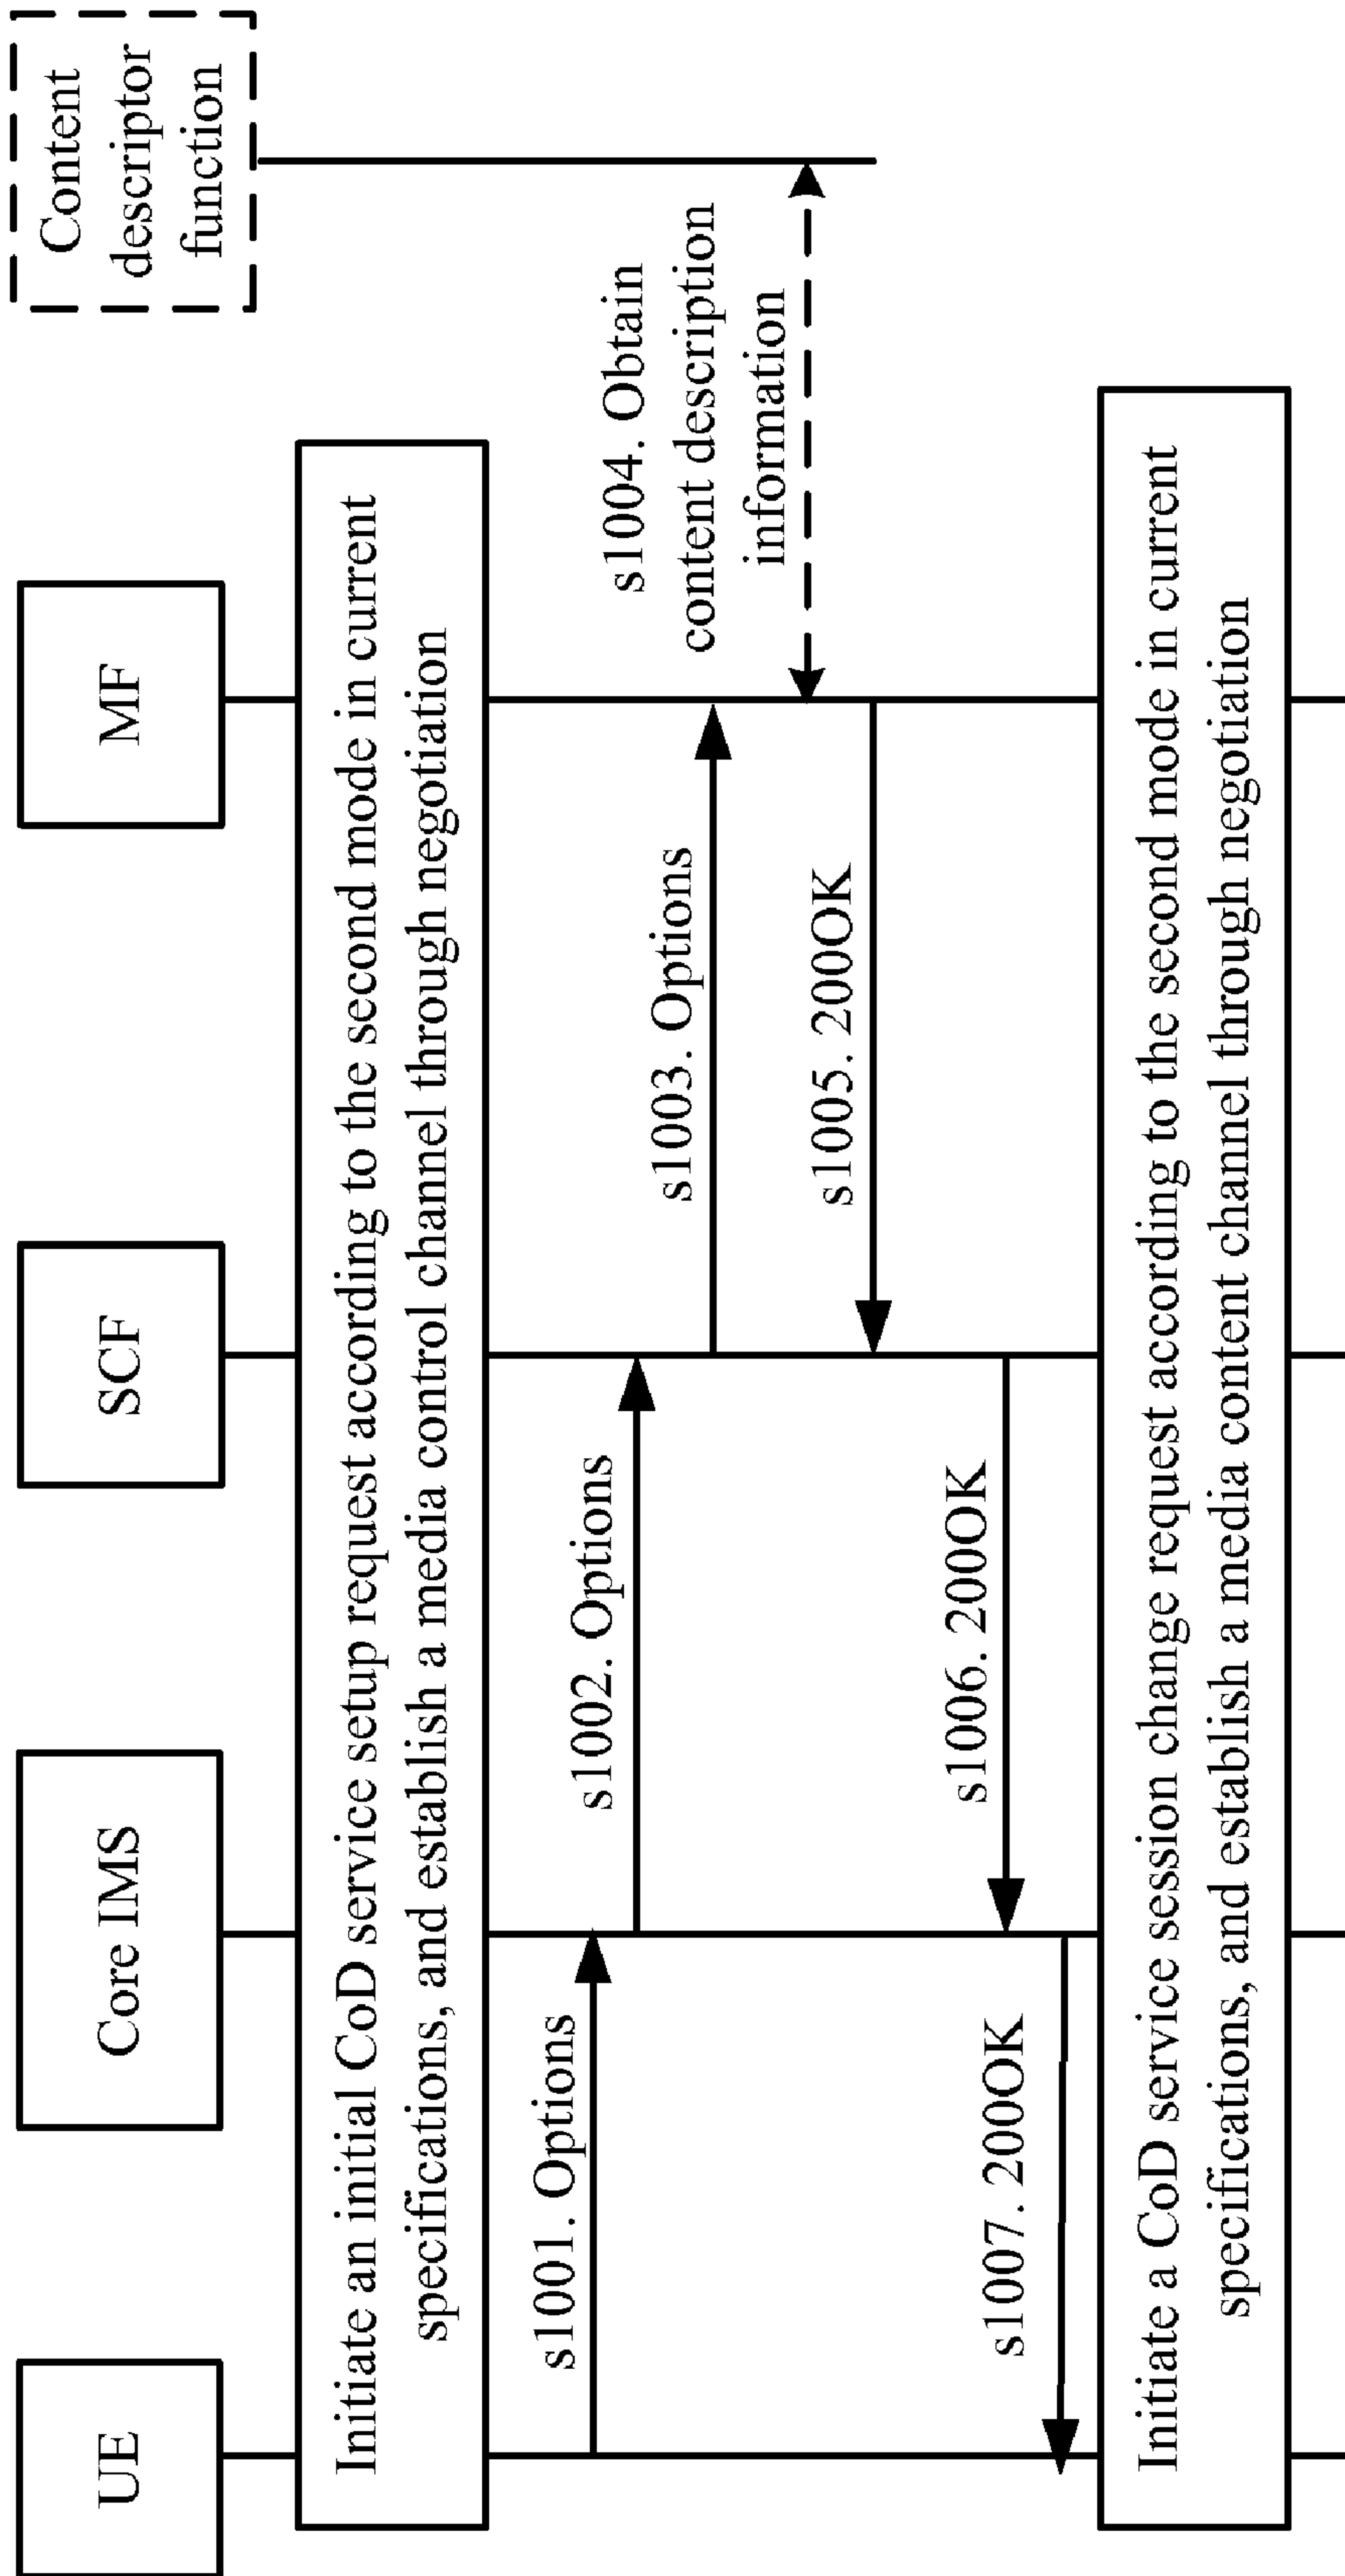 UE
Core IMS
SCF
MF
Content
descriptor
function
Initiate an initial CoD service setup request according to the second mode in current
specifications, and establish a media control channel through negotiation
s1001. Options
s1002. Options
s1003. Options
s1004. Obtain
content description
information
s1005. 200OK
s1006. 200OK
s1007. 200OK
Initiate a CoD service session change request according to the second mode in current
specifications, and establish a media content channel through negotiation